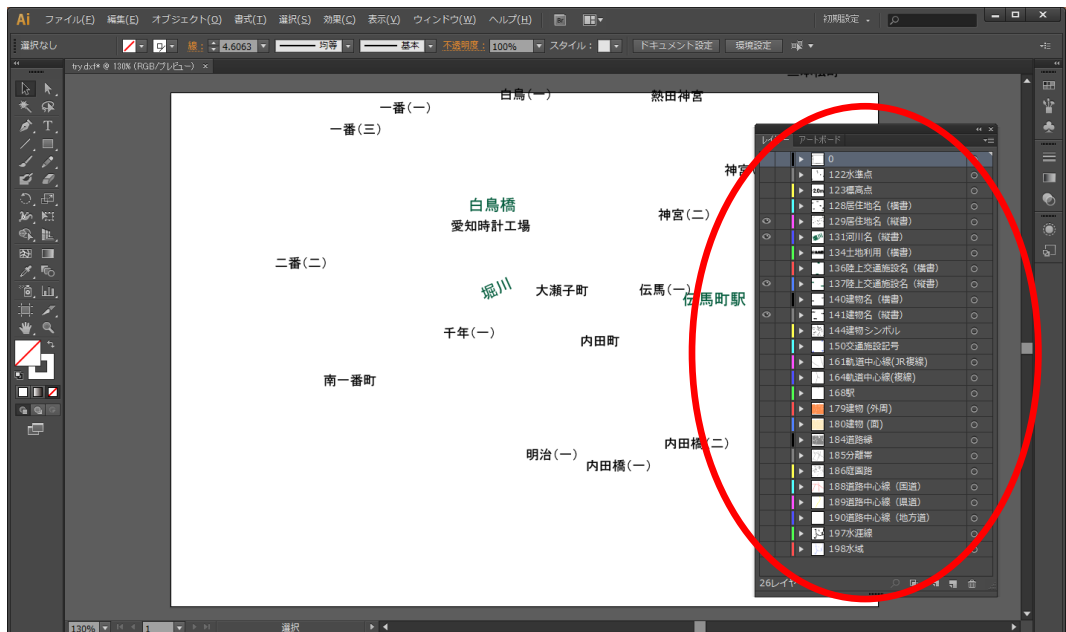 Ai ファイル(F) 編集(E) オブジェクト(O) 書式(T) 選択(S) 効果(C) 表示(V) ウィンドウ(W) ヘルプ(H) 初期設定
選択なし 線: 4.6063 均等 基本 不透明度: 100% スタイル: ドキュメント設定 環境設定
try.dxf* @ 130% (RGB/プレビュー) ×
白鳥(一)
熱田神宮
一番(一)
一番(三)
神宮
白鳥橋
神宮(二)
愛知時計工場
二番(二)
堀川
大瀬子町
伝馬(一)
伝馬町駅
千年(一)
内田町
南一番町
内田橋(二)
明治(一)
内田橋(一)
アートボード
0
122水準点
123標高点
128居住地名（横書）
129居住地名（縦書）
131河川名（縦書）
134土地利用（横書）
136陸上交通施設名（横書）
137陸上交通施設名（縦書）
140建物名（横書）
141建物名（縦書）
144建物シンボル
150交通施設記号
161軌道中心線(JR複線)
164軌道中心線(複線)
168駅
179建物 (外周)
180建物 (面)
184道路縁
185分離帯
186庭園路
188道路中心線（国道）
189道路中心線（県道）
190道路中心線（地方道）
197水涯線
198水域
26レイヤ
130% 1 選択